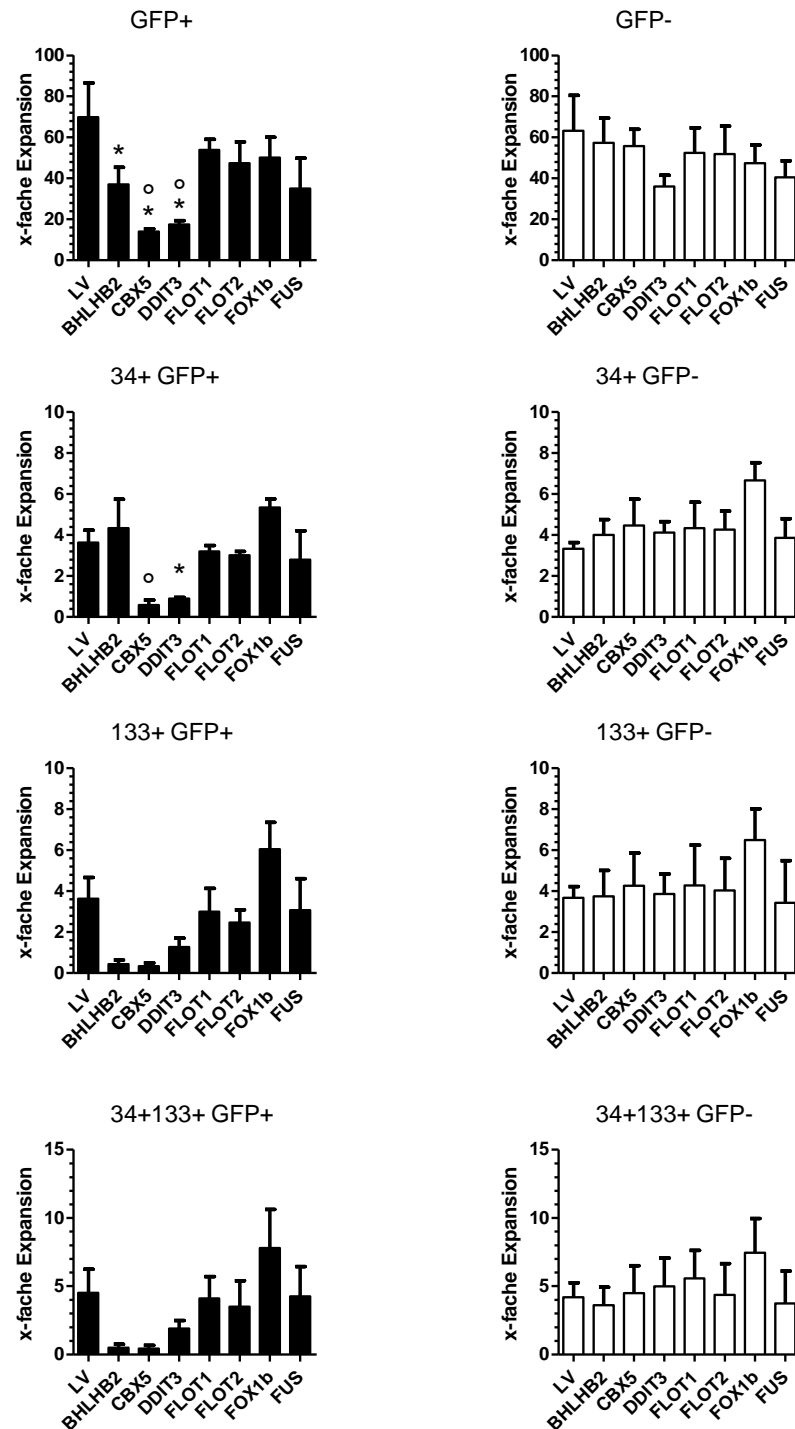 GFP+
100
80
60
40
20
0
x-fache Expansion
*
° *
° *
LV
BHLHB2
CBX5
DDIT3
FLOT1
FLOT2
FOX1b
FUS
GFP-
100
80
60
40
20
0
x-fache Expansion
LV
BHLHB2
CBX5
DDIT3
FLOT1
FLOT2
FOX1b
FUS
34+ GFP+
10
8
6
4
2
0
x-fache Expansion
°
*
LV
BHLHB2
CBX5
DDIT3
FLOT1
FLOT2
FOX1b
FUS
34+ GFP-
10
8
6
4
2
0
x-fache Expansion
LV
BHLHB2
CBX5
DDIT3
FLOT1
FLOT2
FOX1b
FUS
133+ GFP+
10
8
6
4
2
0
x-fache Expansion
LV
BHLHB2
CBX5
DDIT3
FLOT1
FLOT2
FOX1b
FUS
133+ GFP-
10
8
6
4
2
0
x-fache Expansion
LV
BHLHB2
CBX5
DDIT3
FLOT1
FLOT2
FOX1b
FUS
34+133+ GFP+
15
10
5
0
x-fache Expansion
LV
BHLHB2
CBX5
DDIT3
FLOT1
FLOT2
FOX1b
FUS
34+133+ GFP-
15
10
5
0
x-fache Expansion
LV
BHLHB2
CBX5
DDIT3
FLOT1
FLOT2
FOX1b
FUS